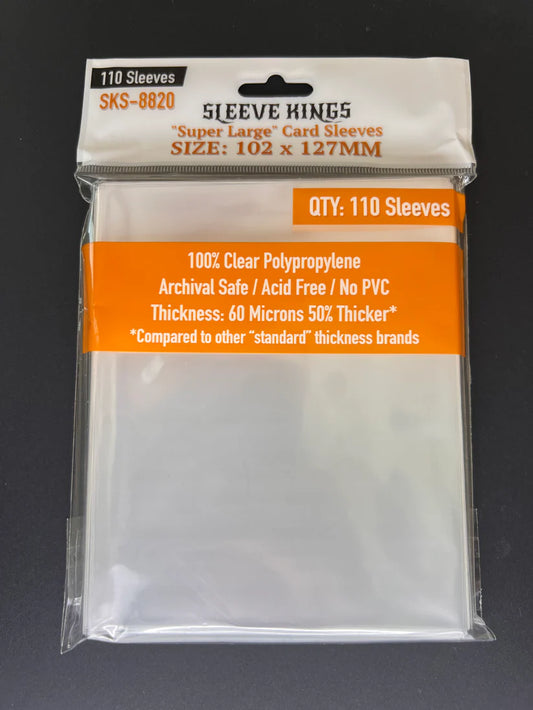 110 Sleeves
SKS-8820
SLEEVE KINGS
"Super Large" Card Sleeves
SIZE: 102 x 127MM
QTY: 110 Sleeves
100% Clear Polypropylene
Archival Safe / Acid Free / No PVC
Thickness: 60 Microns 50% Thicker*
*Compared to other “standard” thickness brands